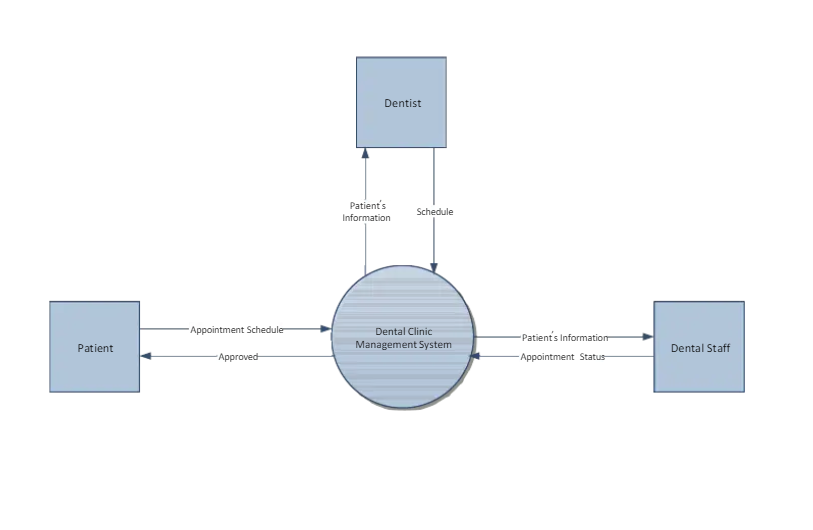 Dentist
Patient's
Information
Schedule
Appointment Schedule
Approved
Patient
Dental Clinic
Management System
Patient's Information
Appointment Status
Dental Staff